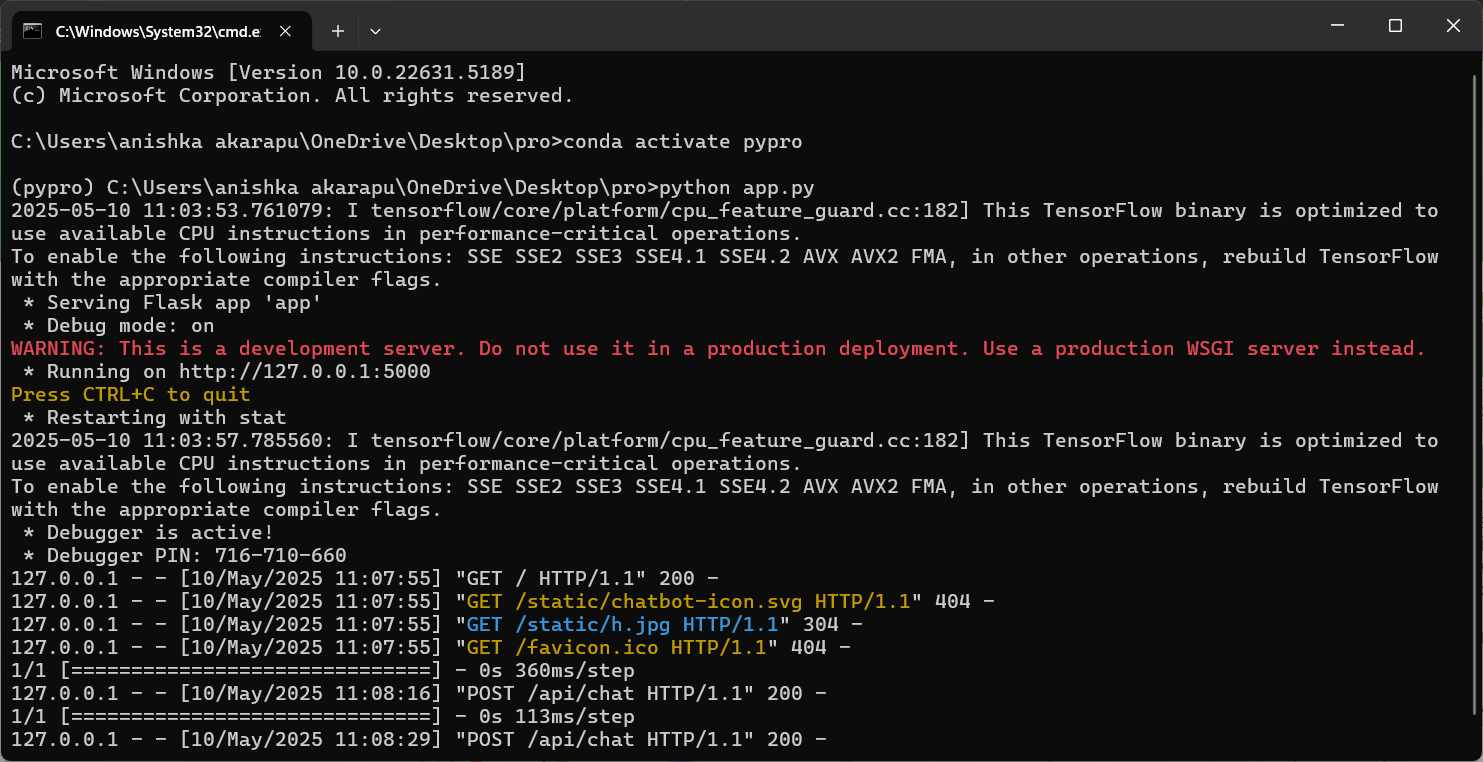 C:\Windows\System32\cmd.e
Microsoft Windows [Version 10.0.22631.5189]
(c) Microsoft Corporation. All rights reserved.
C:\Users\anishka akarapu\OneDrive\Desktop\pro>conda activate pypro
(pypro) C:\Users\anishka akarapu\OneDrive\Desktop\pro>python app.py
2025-05-10 11:03:53.761079: I tensorflow/core/platform/cpu_feature_guard.cc:182] This TensorFlow binary is optimized to
use available CPU instructions in performance-critical operations.
To enable the following instructions: SSE SSE2 SSE3 SSE4.1 SSE4.2 AVX AVX2 FMA, in other operations, rebuild TensorFlow
with the appropriate compiler flags.
 * Serving Flask app 'app'
 * Debug mode: on
WARNING: This is a development server. Do not use it in a production deployment. Use a production WSGI server instead.
 * Running on http://127.0.0.1:5000
Press CTRL+C to quit
 * Restarting with stat
2025-05-10 11:03:57.785560: I tensorflow/core/platform/cpu_feature_guard.cc:182] This TensorFlow binary is optimized to
use available CPU instructions in performance-critical operations.
To enable the following instructions: SSE SSE2 SSE3 SSE4.1 SSE4.2 AVX AVX2 FMA, in other operations, rebuild TensorFlow
with the appropriate compiler flags.
 * Debugger is active!
 * Debugger PIN: 716-710-660
127.0.0.1 - - [10/May/2025 11:07:55] "GET / HTTP/1.1" 200 -
127.0.0.1 - - [10/May/2025 11:07:55] "GET /static/chatbot-icon.svg HTTP/1.1" 404 -
127.0.0.1 - - [10/May/2025 11:07:55] "GET /static/h.jpg HTTP/1.1" 304 -
127.0.0.1 - - [10/May/2025 11:07:55] "GET /favicon.ico HTTP/1.1" 404 -
1/1 [==============================] - 0s 360ms/step
127.0.0.1 - - [10/May/2025 11:08:16] "POST /api/chat HTTP/1.1" 200 -
1/1 [==============================] - 0s 113ms/step
127.0.0.1 - - [10/May/2025 11:08:29] "POST /api/chat HTTP/1.1" 200 -